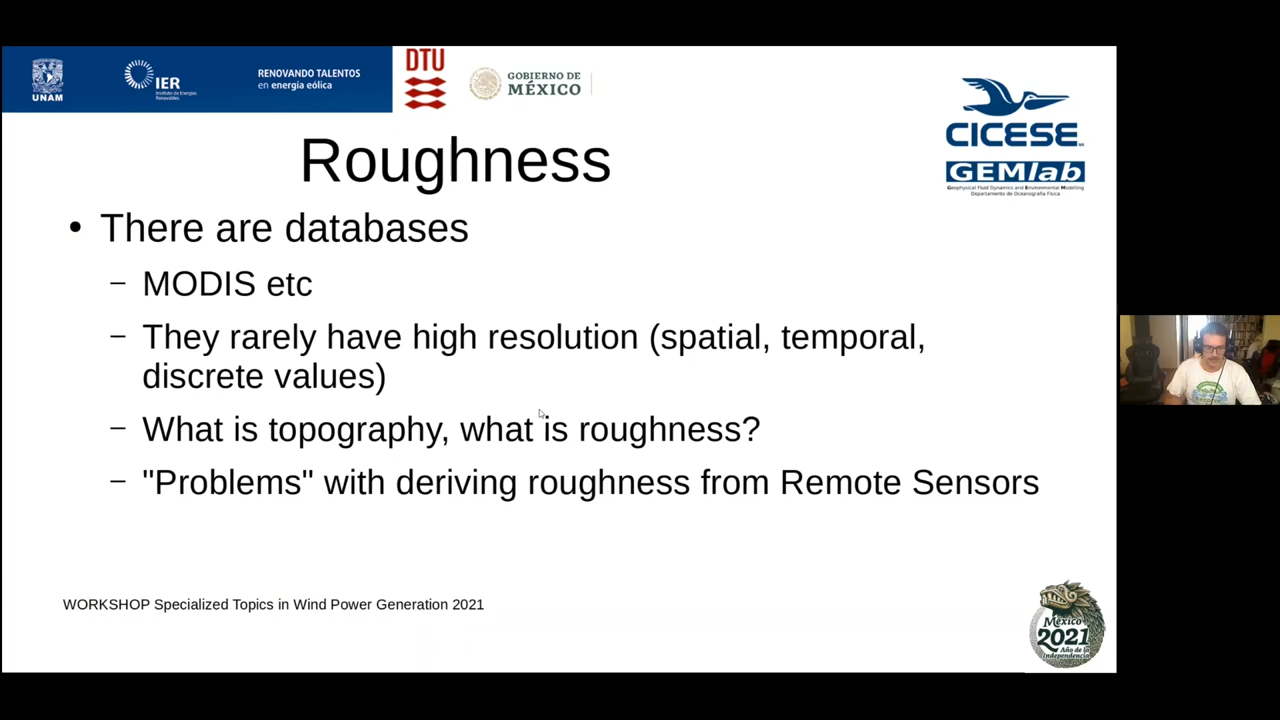 UNAM
IER
Instituto de Energías
Renovables
RENOVANDO TALENTOS
en energía eólica
DTU
GOBIERNO DE
MÉXICO
CICESE
GEMlab
Geophysical Fluid Dynamics and Environmental Modelling
Departamento de Oceanografía Física
Roughness
• There are databases
– MODIS etc
– They rarely have high resolution (spatial, temporal,
discrete values)
– What is topography, what is roughness?
– "Problems" with deriving roughness from Remote Sensors
WORKSHOP Specialized Topics in Wind Power Generation 2021
México
2021
Año de la
Independencia